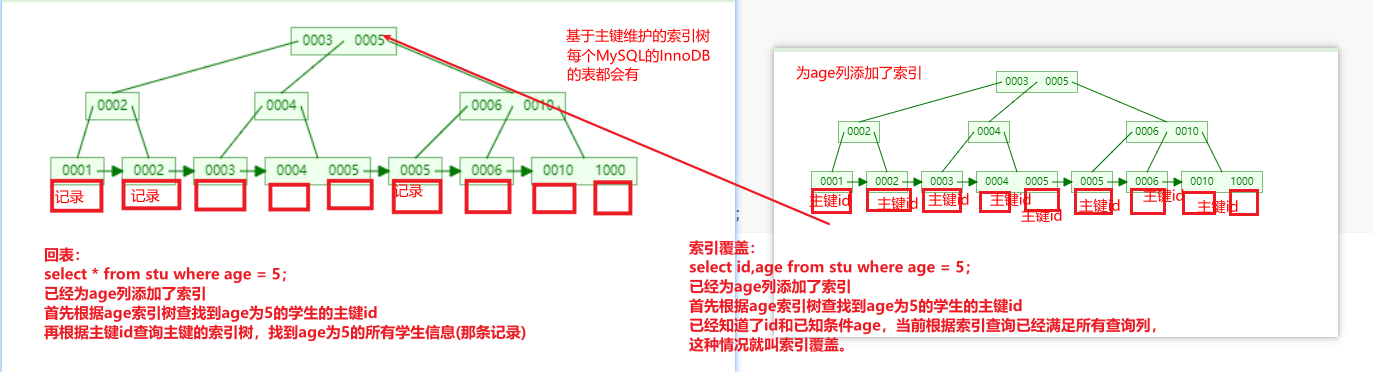 基于主键维护的索引树
每个MySQL的InnoDB
的表都会有
0003 0005
0002 0004 0006 0010
0001 0002 0003 0004 0005 0005 0006 0010 1000
记录 记录 记录
回表：
select * from stu where age = 5;
已经为age列添加了索引
首先根据age索引树查找到age为5的学生的主键id
再根据主键id查询主键的索引树，找到age为5的所有学生信息(那条记录)
为age列添加了索引
0003 0005
0002 0004 0006 0010
0001 0002 0003 0004 0005 0005 0006 0010 1000
主键id 主键id 主键id 主键id 主键id 主键id 主键id 主键id
;
索引覆盖：
select id,age from stu where age = 5;
已经为age列添加了索引
首先根据age索引树查找到age为5的学生的主键id
已经知道了id和已知条件age，当前根据索引查询已经满足所有查询列，
这种情况就叫索引覆盖。